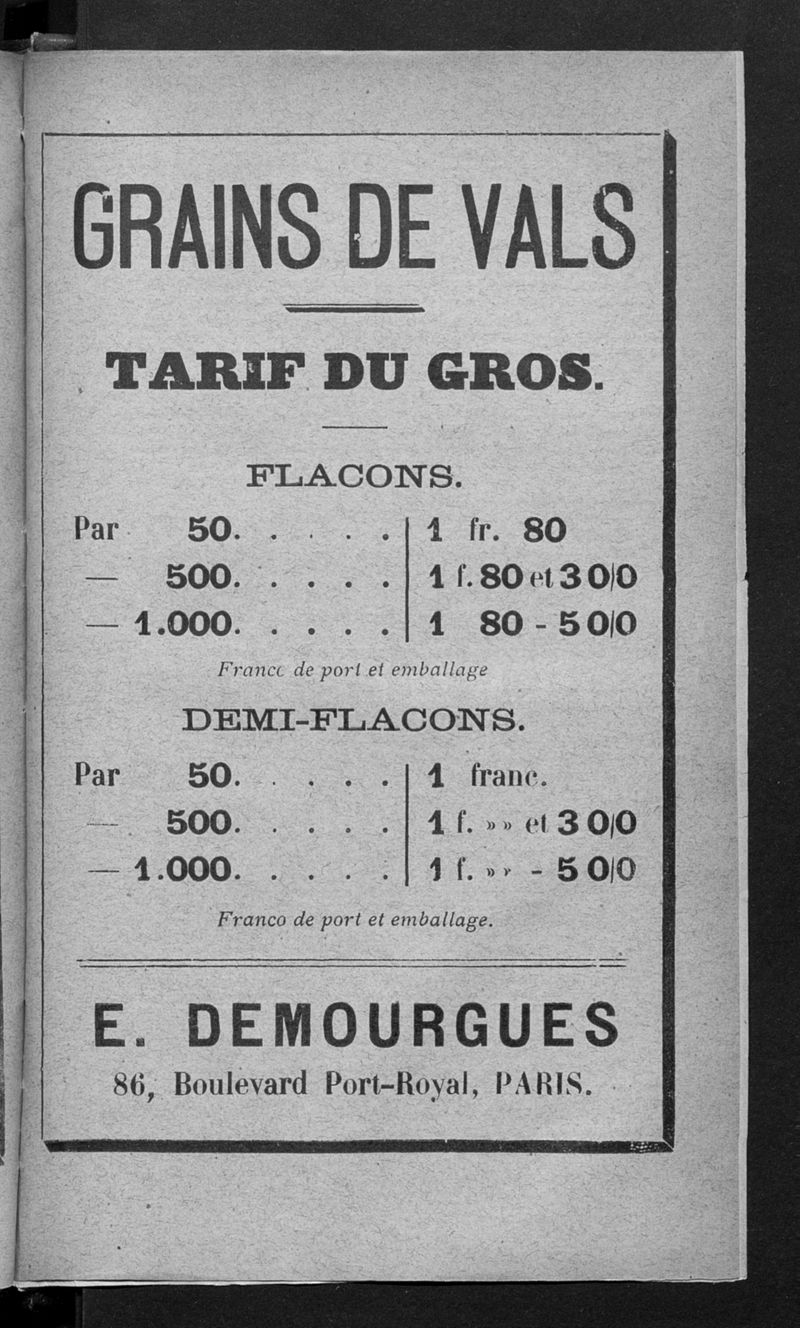 GRAINS DE VALS
TARIF DU GROS.
FLACONS.
Par 50. . . . . . 1 fr. 80
— 500. . . . . . 1 f. 80 et 3 0/0
— 1.000. . . . . . 1 80 - 5 0/0
Franco de port et emballage
DEMI-FLACONS.
Par 50. . . . . . 1 franc.
— 500. . . . . . 1 f. » » et 3 0/0
— 1.000. . . . . . 1 f. » » - 5 0/0
Franco de port et emballage.
E. DEMOURGUES
86, Boulevard Port-Royal, PARIS.